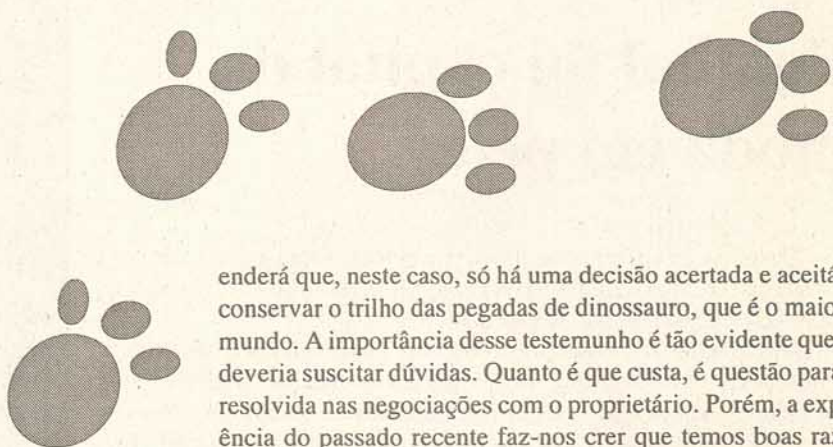 enderá que, neste caso, só há uma decisão acertada e aceitá
conservar o trilho das pegadas de dinossauro, que é o maio
mundo. A importância desse testemunho é tão evidente que
deveria suscitar dúvidas. Quanto é que custa, é questão para
resolvida nas negociações com o proprietário. Porém, a exp
ência do passado recente faz-nos crer que temos boas ra